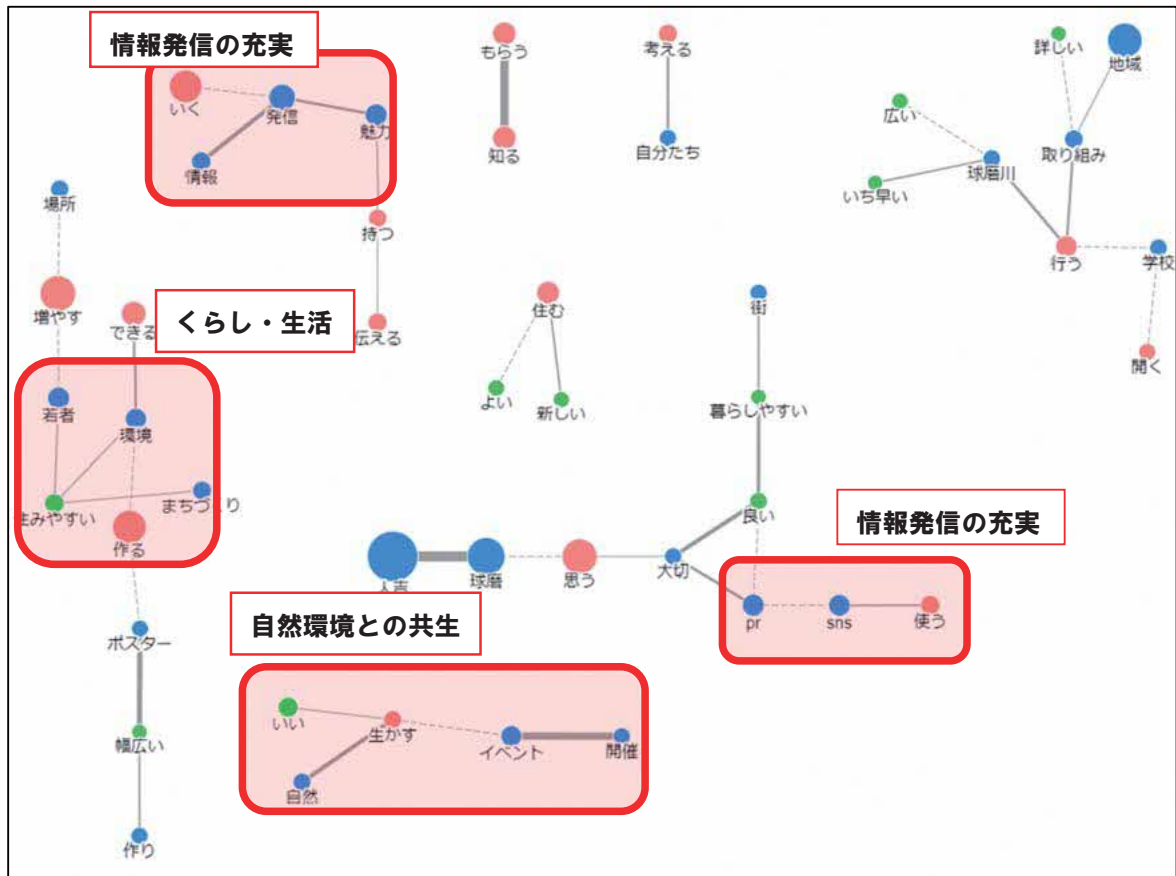 情報発信の充実
いく
発信
魅力
情報
持つ
伝える
もらう
知る
考える
自分たち
詳しい
地域
広い
取り組み
球磨川
いち早い
行う
学校
開く
場所
増やす
できる
くらし・生活
若者
環境
住みやすい
まちづくり
作る
ポスター
幅広い
作り
住む
よい
新しい
街
暮らしやすい
良い
人吉
球磨
思う
大切
情報発信の充実
pr
sns
使う
自然環境との共生
いい
生かす
イベント
開催
自然